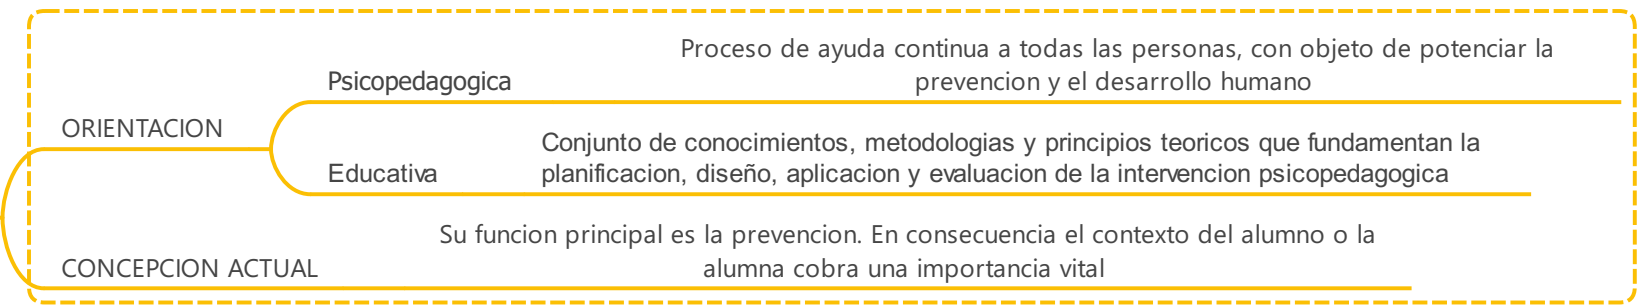 Proceso de ayuda continua a todas las personas, con objeto de potenciar la
prevencion y el desarrollo humano
Psicopedagogica
ORIENTACION
Conjunto de conocimientos, metodologias y principios teoricos que fundamentan la
planificacion, diseño, aplicacion y evaluacion de la intervencion psicopedagogica
Educativa
Su funcion principal es la prevencion. En consecuencia el contexto del alumno o la
alumna cobra una importancia vital
CONCEPCION ACTUAL